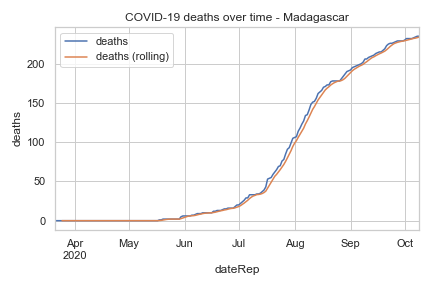 COVID-19 deaths over time - Madagascar
deaths
deaths (rolling)
deaths
200
150
100
50
0
Apr
2020
May
Jun
Jul
Aug
Sep
Oct
dateRep